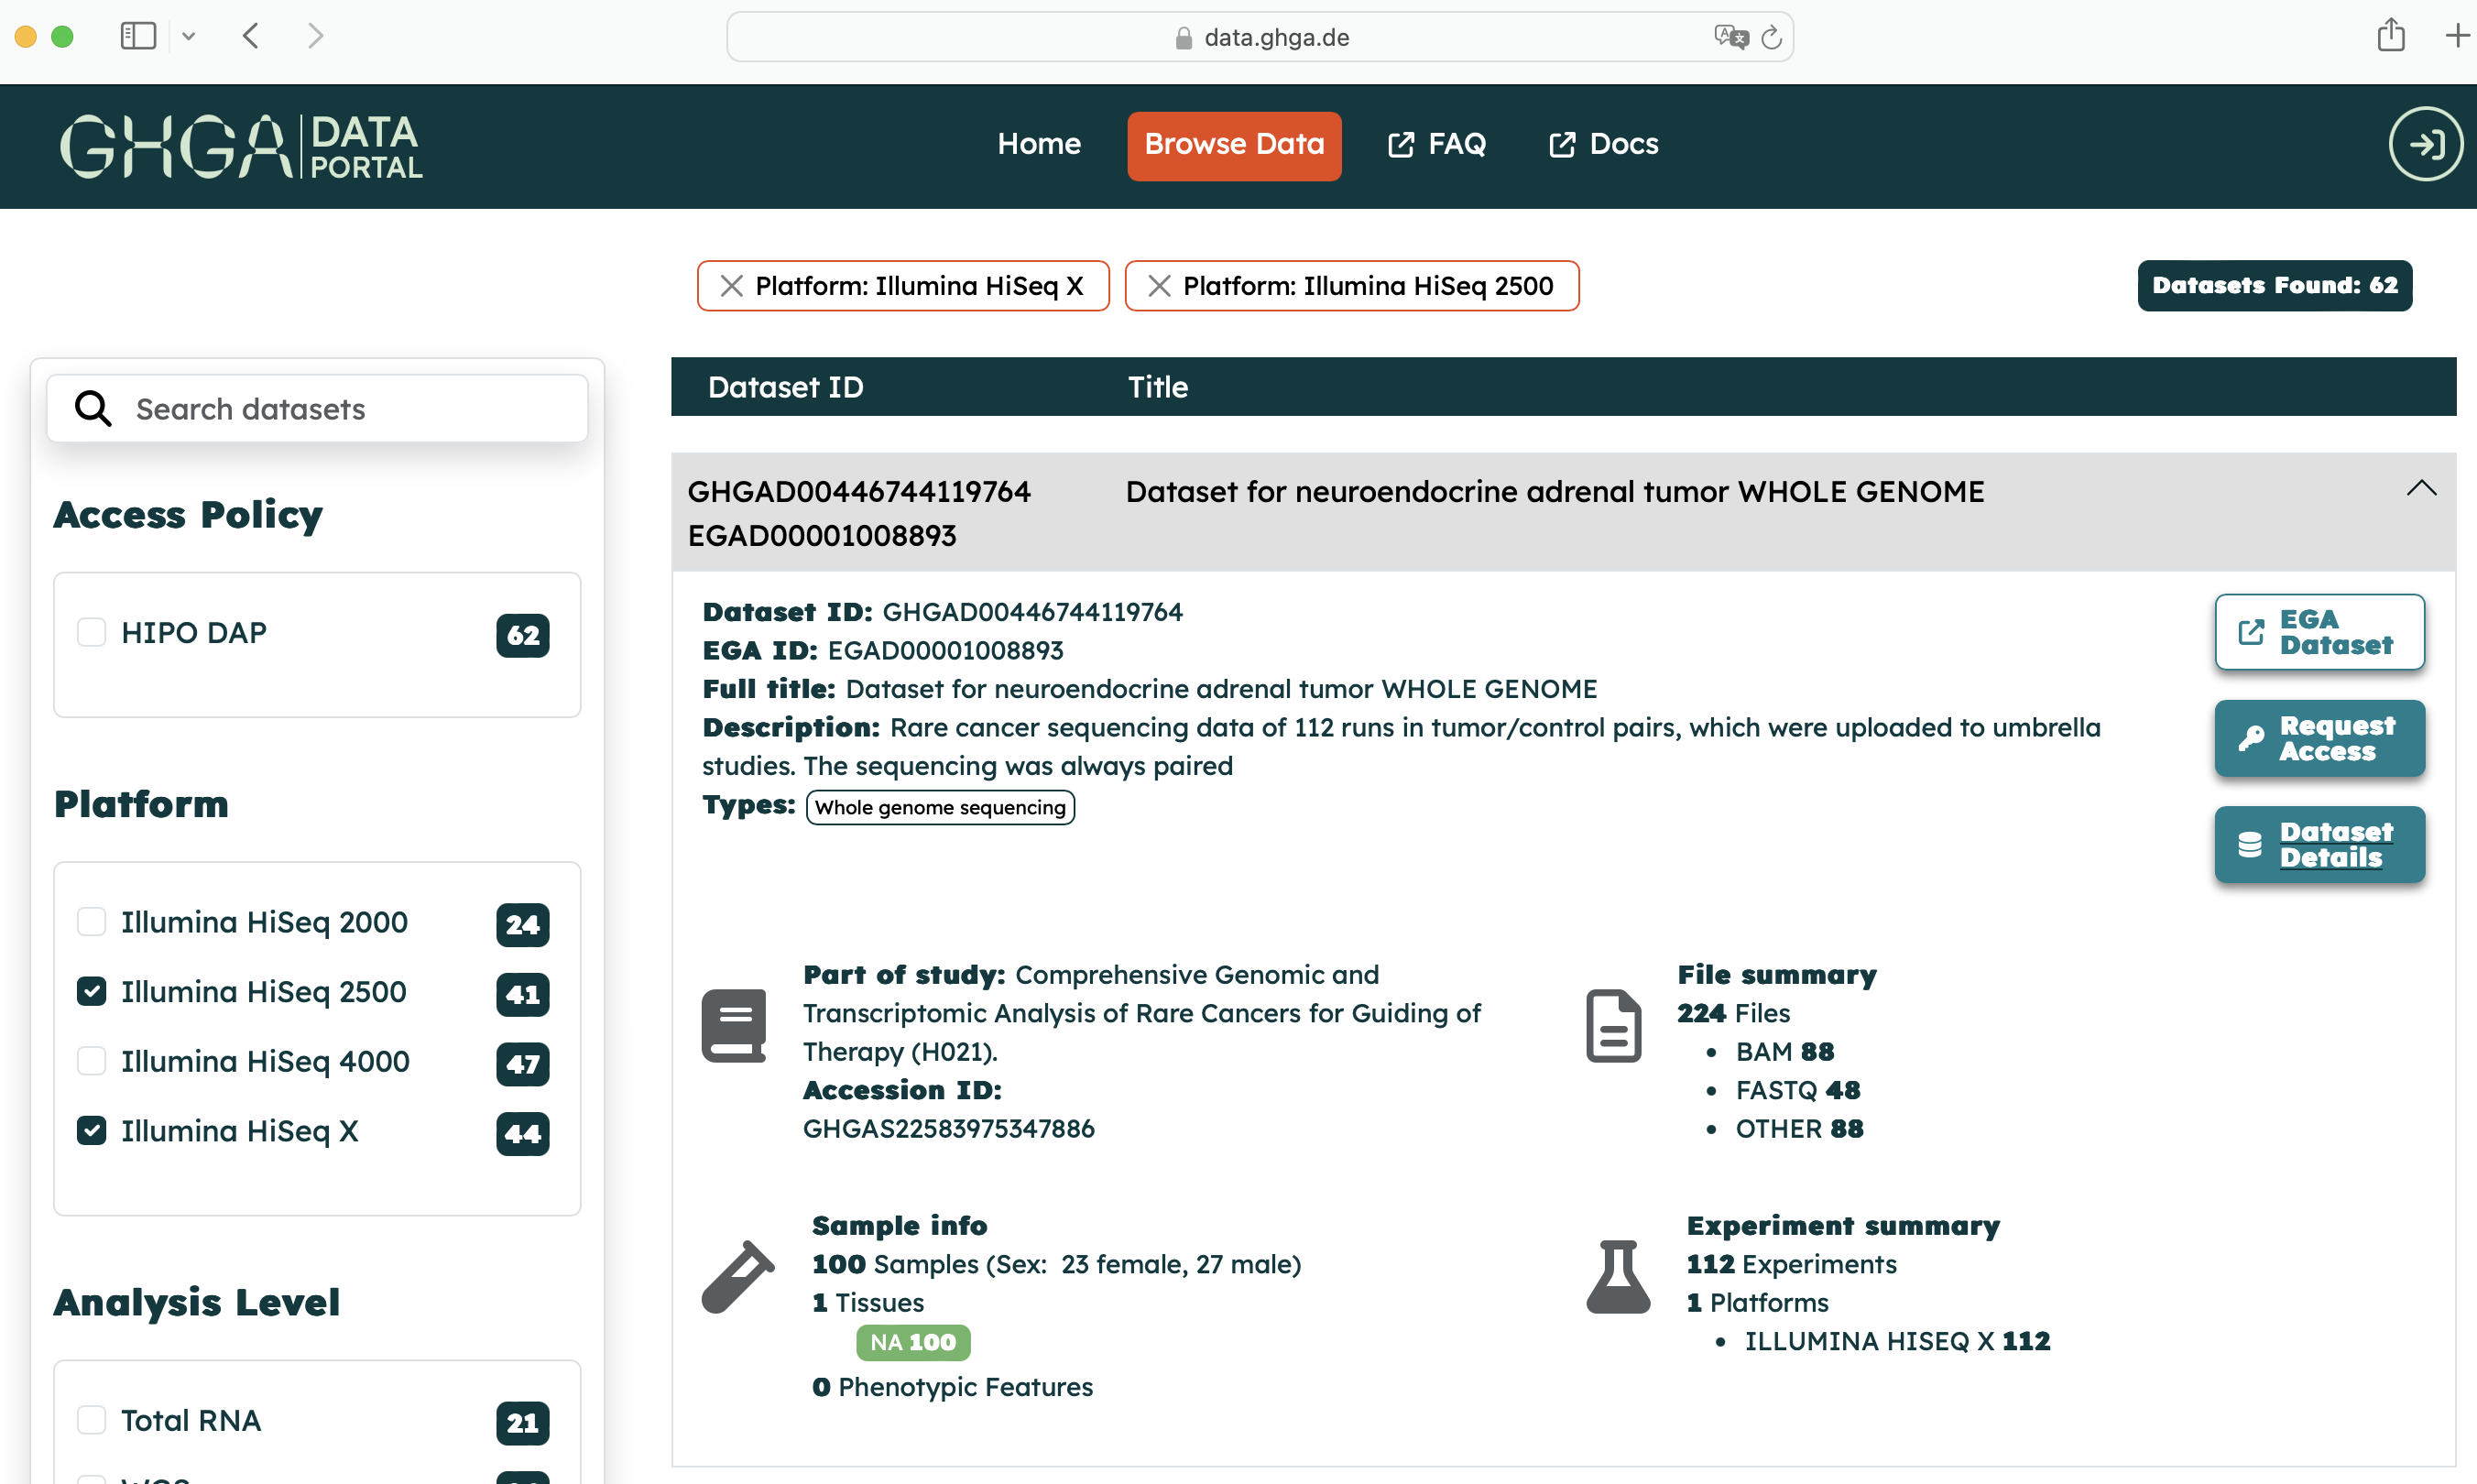 data.ghga.de
GHGA DATA
PORTAL
Home
Browse Data
FAQ
Docs
Platform: Illumina HiSeq X
Platform: Illumina HiSeq 2500
Datasets Found: 62
Search datasets
Access Policy
HIPO DAP 62
Platform
Illumina HiSeq 2000 24
Illumina HiSeq 2500 41
Illumina HiSeq 4000 47
Illumina HiSeq X 44
Analysis Level
Total RNA 21
Dataset ID
Title
GHGAD00446744119764
EGAD00001008893
Dataset for neuroendocrine adrenal tumor WHOLE GENOME
Dataset ID: GHGAD00446744119764
EGA ID: EGAD00001008893
Full title: Dataset for neuroendocrine adrenal tumor WHOLE GENOME
Description: Rare cancer sequencing data of 112 runs in tumor/control pairs, which were uploaded to umbrella
studies. The sequencing was always paired
Types: Whole genome sequencing
EGA
Dataset
Request
Access
Dataset
Details
Part of study: Comprehensive Genomic and
Transcriptomic Analysis of Rare Cancers for Guiding of
Therapy (H021).
Accession ID:
GHGAS22583975347886
File summary
224 Files
• BAM 88
• FASTQ 48
• OTHER 88
Sample info
100 Samples (Sex: 23 female, 27 male)
1 Tissues
NA 100
0 Phenotypic Features
Experiment summary
112 Experiments
1 Platforms
• ILLUMINA HISEQ X 112